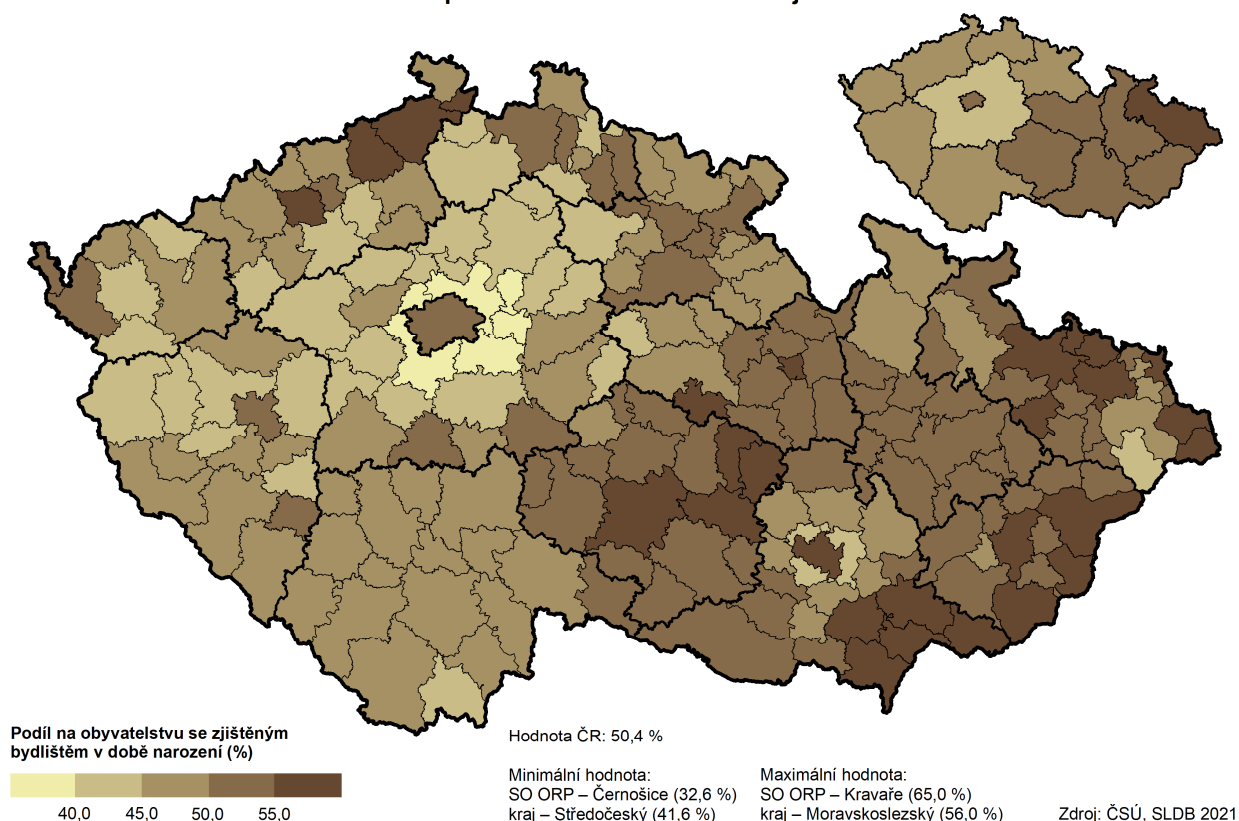 Podíl na obyvatelstvu se zjištěným
bydlištěm v době narození (%)
40,0 45,0 50,0 55,0
Hodnota ČR: 50,4 %
Minimální hodnota:
SO ORP – Černošice (32,6 %)
kraj – Středočeský (41,6 %)
Maximální hodnota:
SO ORP – Kravaře (65,0 %)
kraj – Moravskoslezský (56,0 %)
Zdroj: ČSÚ, SLDB 2021